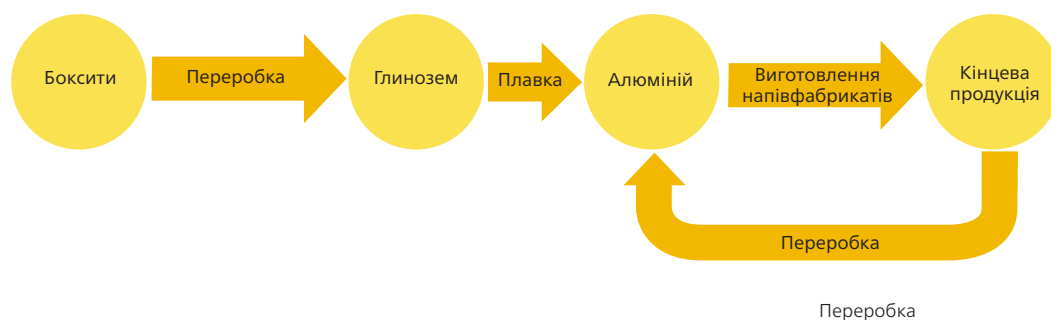 Боксити
Переробка
Глинозем
Плавка
Алюміній
Виготовлення
напівфабрикатів
Кінцева
продукція
Переробка
Переробка